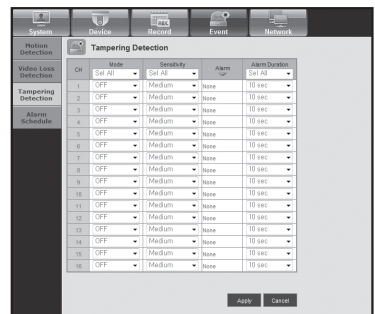 System Device Record Event Network
Motion Detection
Video Loss Detection
Tampering Detection
Alarm Schedule
Tampering Detection
CH Mode Sensitivity Alarm Alarm Duration
Sel All Sel All Sel All
1 OFF Medium None 10 sec
2 OFF Medium None 10 sec
3 OFF Medium None 10 sec
4 OFF Medium None 10 sec
5 OFF Medium None 10 sec
6 OFF Medium None 10 sec
7 OFF Medium None 10 sec
8 OFF Medium None 10 sec
9 OFF Medium None 10 sec
10 OFF Medium None 10 sec
11 OFF Medium None 10 sec
12 OFF Medium None 10 sec
13 OFF Medium None 10 sec
14 OFF Medium None 10 sec
15 OFF Medium None 10 sec
16 OFF Medium None 10 sec
Apply Cancel